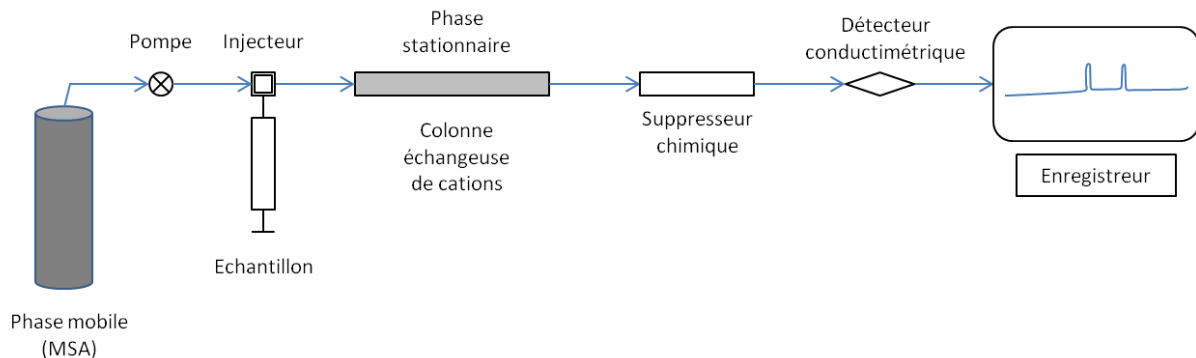 Pompe
Injecteur
Phase
stationnaire
Détecteur
conductimétrique
Colonne
échangeuse
de cations
Suppresseur
chimique
Enregistreur
Echantillon
Phase mobile
(MSA)